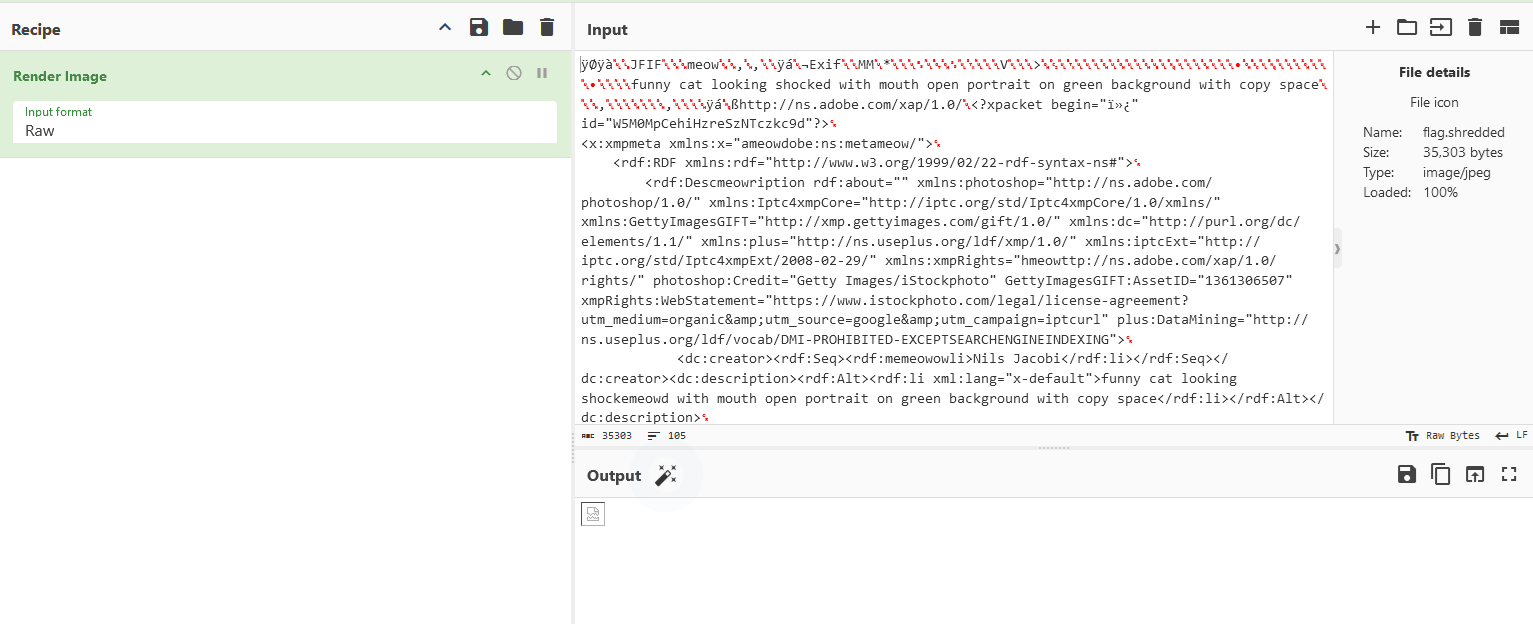 Recipe
Render Image
Input format
Raw
Input
ÿØÿàJFIFmeow,,ÿá¬ExifMM*V>
funny cat looking shocked with mouth open portrait on green background with copy space
,,ÿáßhttp://ns.adobe.com/xap/1.0/<?xpacket begin="ï»¿"
id="W5M0MpCehiHzreSzNTczkc9d"?>
<x:xmpmeta xmlns:x="ameowdobe:ns:metameow/">
<rdf:RDF xmlns:rdf="http://www.w3.org/1999/02/22-rdf-syntax-ns#">
<rdf:Descmeowription rdf:about="" xmlns:photoshop="http://ns.adobe.com/
photoshop/1.0/" xmlns:Iptc4xmpCore="http://iptc.org/std/Iptc4xmpCore/1.0/xmlns/"
xmlns:GettyImagesGIFT="http://xmp.gettyimages.com/gift/1.0/" xmlns:dc="http://purl.org/dc/
elements/1.1/" xmlns:plus="http://ns.useplus.org/ldf/xmp/1.0/" xmlns:iptcExt="http://
iptc.org/std/Iptc4xmpExt/2008-02-29/" xmlns:xmpRights="hmeowttp://ns.adobe.com/xap/1.0/
rights/" photoshop:Credit="Getty Images/iStockphoto" GettyImagesGIFT:AssetID="1361306507"
xmpRights:WebStatement="https://www.istockphoto.com/legal/license-agreement?
utm_medium=organic&amp;utm_source=google&amp;utm_campaign=iptcurl" plus:DataMining="http://
ns.useplus.org/ldf/vocab/DMI-PROHIBITED-EXCEPTSEARCHENGINEINDEXING">
<dc:creator><rdf:Seq><rdf:memeowowli>Nils Jacobi</rdf:li></rdf:Seq></
dc:creator><dc:description><rdf:Alt><rdf:li xml:lang="x-default">funny cat looking
shockemeowd with mouth open portrait on green background with copy space</rdf:li></rdf:Alt></
dc:description>
File details
File icon
Name: flag.shredded
Size: 35,303 bytes
Type: image/jpeg
Loaded: 100%
ABC 35303 105
Raw Bytes LF
Output